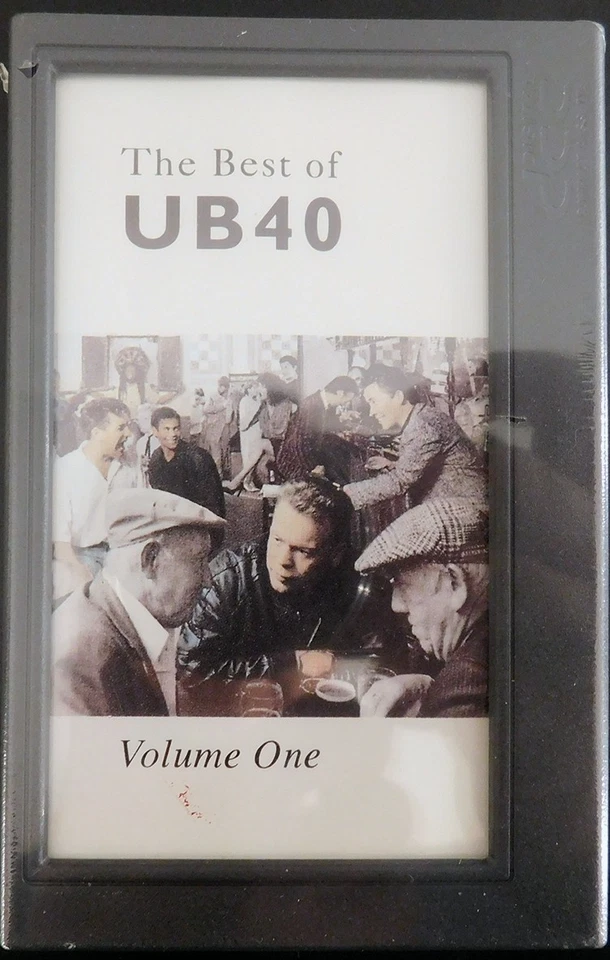 The Best of
UB40
Volume One